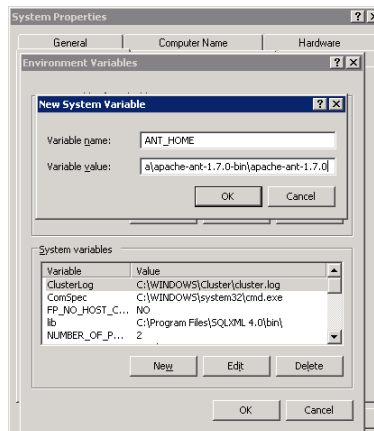 System Properties
General Computer Name Hardware
Environment Variables
New System Variable
Variable name: ANT_HOME
Variable value: a\apache-ant-1.7.0-bin\apache-ant-1.7.0
OK Cancel
System variables
Variable Value
ClusterLog C:\WINDOWS\Cluster\cluster.log
ComSpec C:\WINDOWS\system32\cmd.exe
FP_NO_HOST_C... NO
lib C:\Program Files\SQLXML 4.0\bin\
NUMBER_OF_P... 2
New Edit Delete
OK Cancel